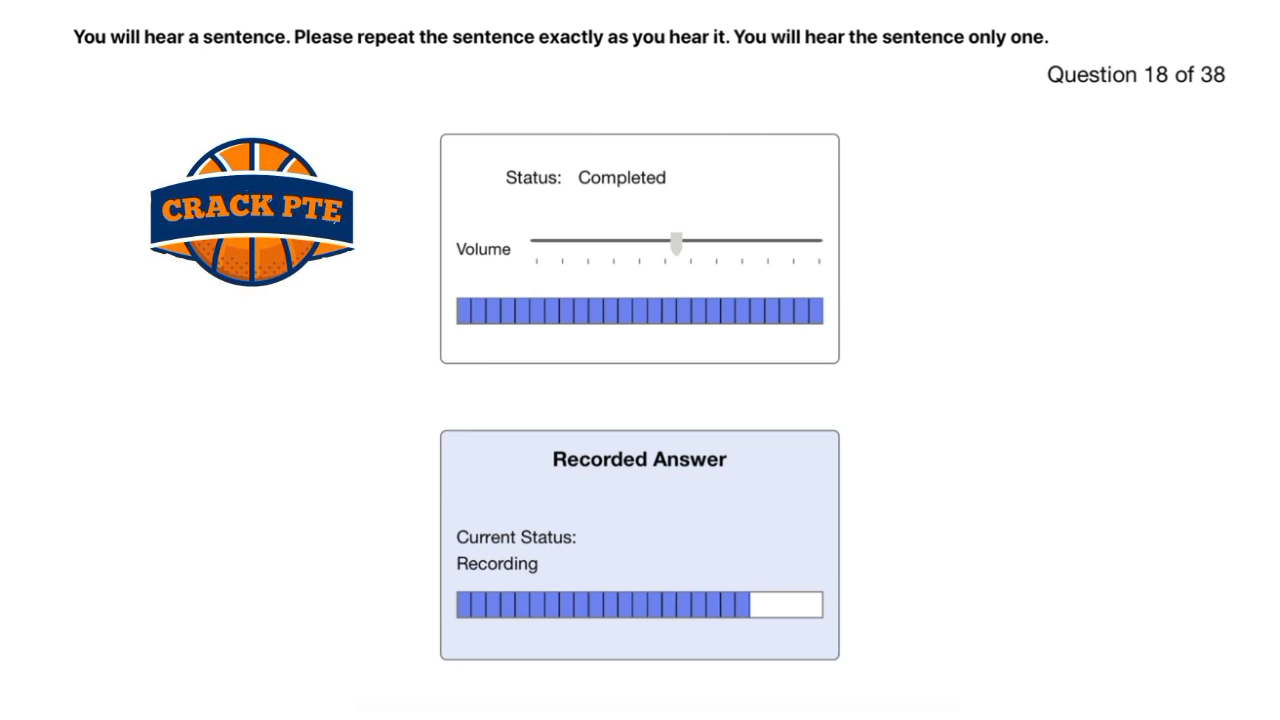 You will hear a sentence. Please repeat the sentence exactly as you hear it. You will hear the sentence only one.
Question 18 of 38
CRACK PTE
Status: Completed
Volume
Recorded Answer
Current Status:
Recording